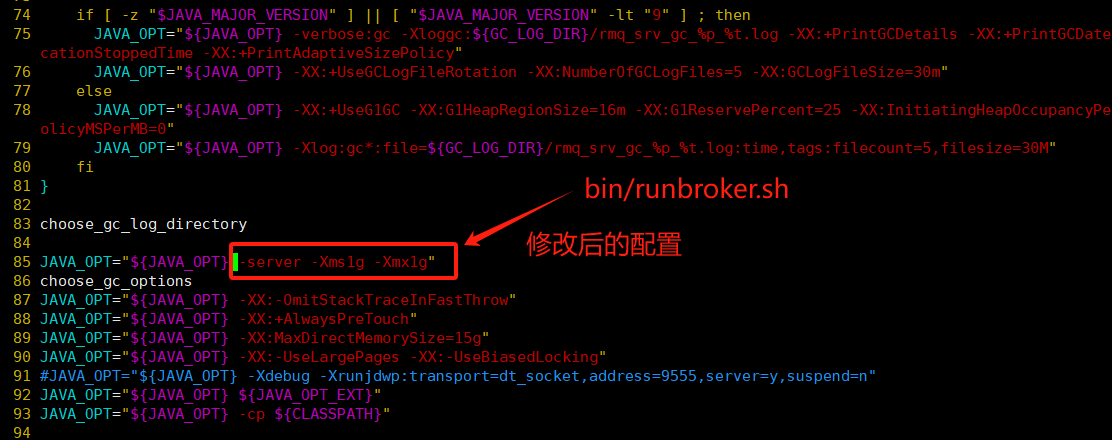 74     if [ -z "$JAVA_MAJOR_VERSION" ] || [ "$JAVA_MAJOR_VERSION" -lt "9" ] ; then
75       JAVA_OPT="${JAVA_OPT} -verbose:gc -Xloggc:${GC_LOG_DIR}/rmq_srv_gc_%p_%t.log -XX:+PrintGCDetails -XX:+PrintGCDate
cationStoppedTime -XX:+PrintAdaptiveSizePolicy"
76       JAVA_OPT="${JAVA_OPT} -XX:+UseGCLogFileRotation -XX:NumberOfGCLogFiles=5 -XX:GCLogFileSize=30m"
77     else
78       JAVA_OPT="${JAVA_OPT} -XX:+UseG1GC -XX:G1HeapRegionSize=16m -XX:G1ReservePercent=25 -XX:InitiatingHeapOccupancyPe
olicyMSPerMB=0"
79       JAVA_OPT="${JAVA_OPT} -Xlog:gc*:file=${GC_LOG_DIR}/rmq_srv_gc_%p_%t.log:time,tags:filecount=5,filesize=30M"
80     fi
81 }
bin/runbroker.sh
82
83 choose_gc_log_directory
修改后的配置
84
85 JAVA_OPT="${JAVA_OPT} -server -Xms1g -Xmx1g"
86 choose_gc_options
87 JAVA_OPT="${JAVA_OPT} -XX:-OmitStackTraceInFastThrow"
88 JAVA_OPT="${JAVA_OPT} -XX:+AlwaysPreTouch"
89 JAVA_OPT="${JAVA_OPT} -XX:MaxDirectMemorySize=15g"
90 JAVA_OPT="${JAVA_OPT} -XX:-UseLargePages -XX:-UseBiasedLocking"
91 #JAVA_OPT="${JAVA_OPT} -Xdebug -Xrunjdwp:transport=dt_socket,address=9555,server=y,suspend=n"
92 JAVA_OPT="${JAVA_OPT} ${JAVA_OPT_EXT}"
93 JAVA_OPT="${JAVA_OPT} -cp ${CLASSPATH}"
94